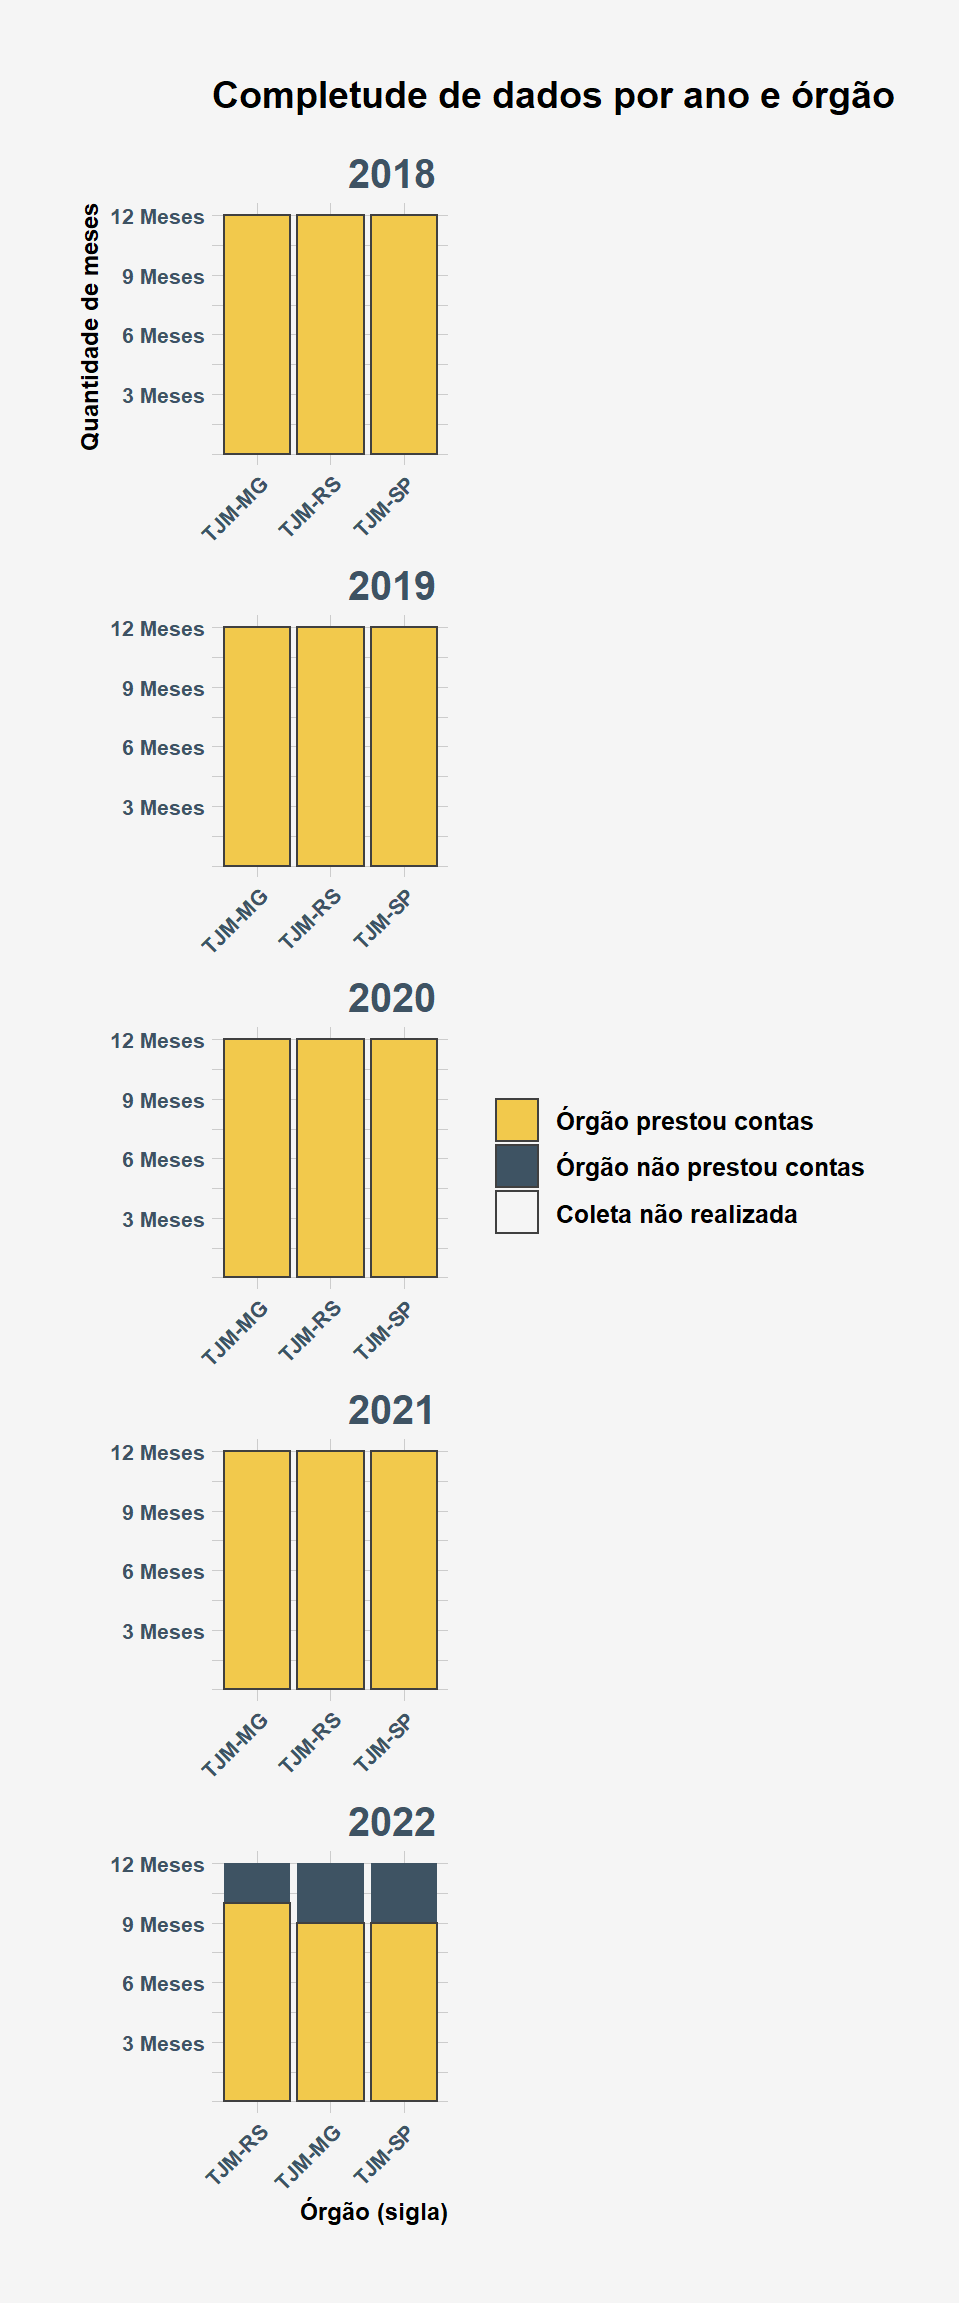 Completude de dados por ano e órgão
Quantidade de meses
2018
12 Meses
9 Meses
6 Meses
3 Meses
TJM-MG
TJM-RS
TJM-SP
2019
12 Meses
9 Meses
6 Meses
3 Meses
TJM-MG
TJM-RS
TJM-SP
2020
12 Meses
9 Meses
6 Meses
3 Meses
TJM-MG
TJM-RS
TJM-SP
Órgão prestou contas
Órgão não prestou contas
Coleta não realizada
2021
12 Meses
9 Meses
6 Meses
3 Meses
TJM-MG
TJM-RS
TJM-SP
2022
12 Meses
9 Meses
6 Meses
3 Meses
TJM-RS
TJM-MG
TJM-SP
Órgão (sigla)